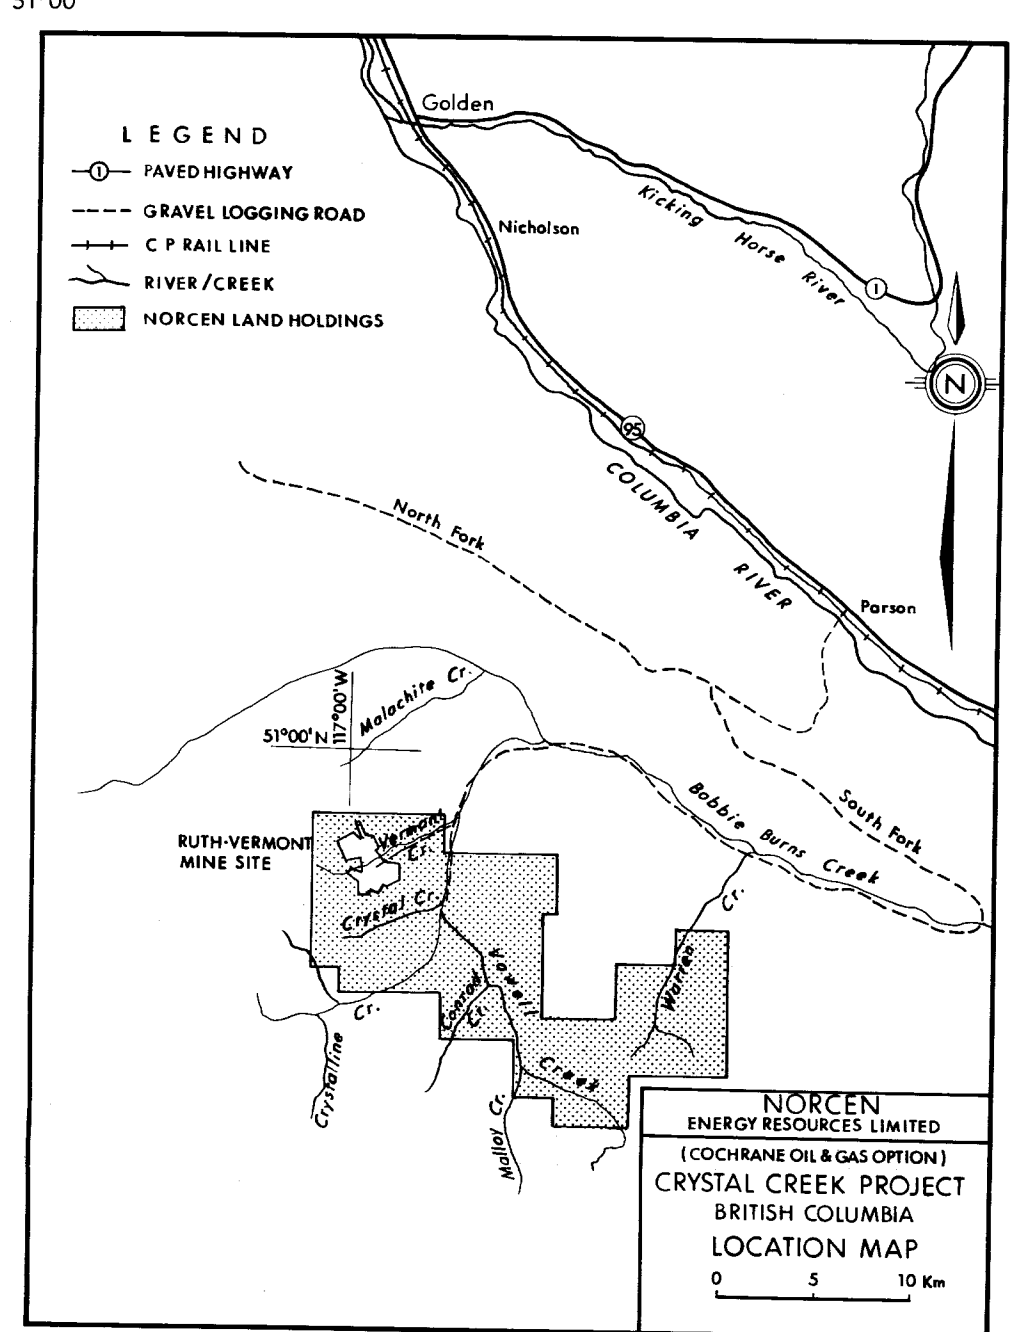 51°00'
LEGEND
1 PAVED HIGHWAY
GRAVEL LOGGING ROAD
C P RAIL LINE
RIVER/CREEK
NORCEN LAND HOLDINGS
Golden
Nicholson
Kicking Horse River
1
N
95
COLUMBIA RIVER
North Fork
Parson
Malachite Cr.
117°00'W
51°00'N
South Fork
Bobbie Burns Creek
RUTH-VERMONT
MINE SITE
Vermont
Cr.
Crystal Cr.
Vowell
Creek
Conrad
Cr.
Warren
Cr.
Crystalline
Cr.
Malloy Cr.
NORCEN
ENERGY RESOURCES LIMITED
(COCHRANE OIL & GAS OPTION)
CRYSTAL CREEK PROJECT
BRITISH COLUMBIA
LOCATION MAP
0 5 10 Km